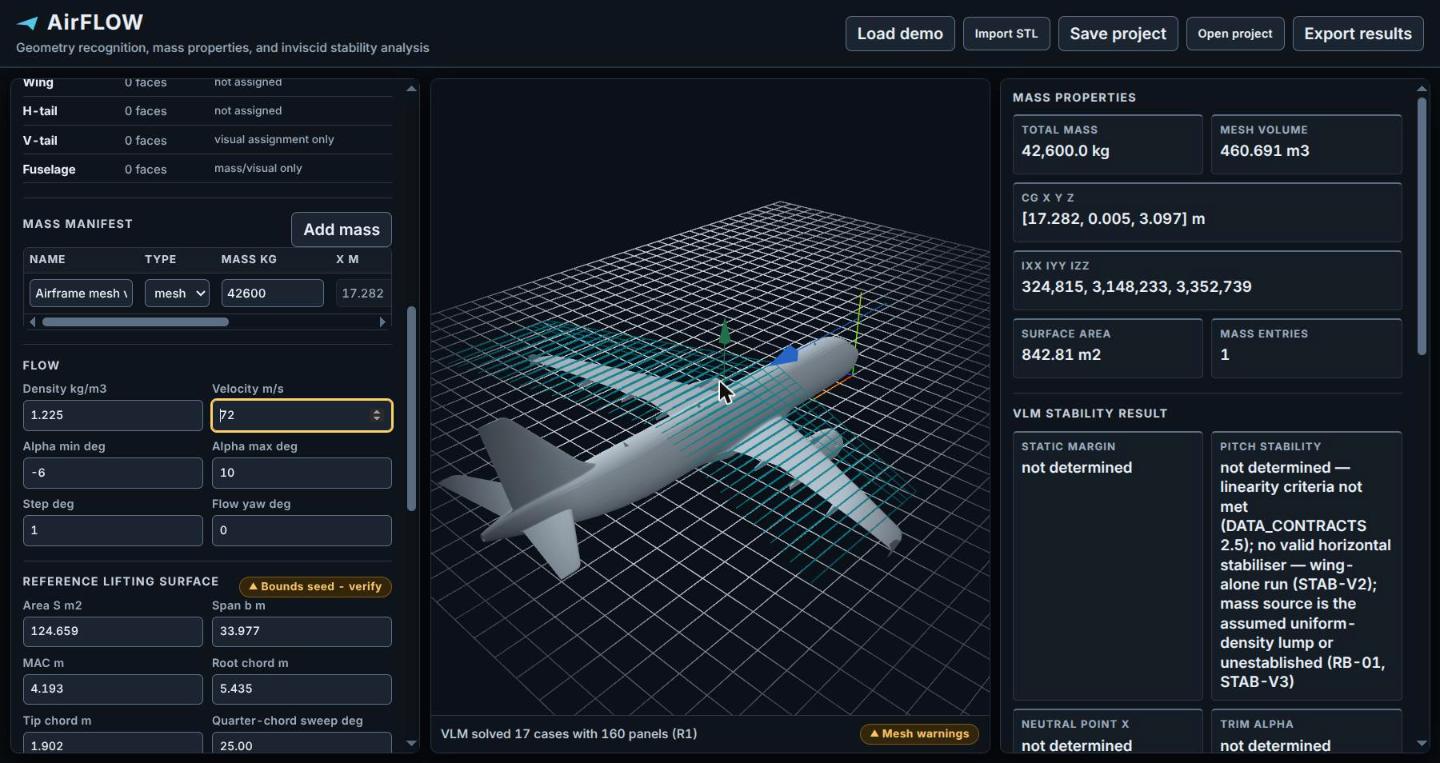 AirFLOW
Geometry recognition, mass properties, and inviscid stability analysis
Load demo
Import STL
Save project
Open project
Export results
Wing 0 faces not assigned
H-tail 0 faces not assigned
V-tail 0 faces visual assignment only
Fuselage 0 faces mass/visual only
MASS MANIFEST
Add mass
NAME TYPE MASS KG X M
Airframe mesh mesh 42600 17.282
FLOW
Density kg/m3 Velocity m/s
1.225 72
Alpha min deg Alpha max deg
-6 10
Step deg Flow yaw deg
1 0
REFERENCE LIFTING SURFACE
Bounds seed - verify
Area S m2 Span b m
124.659 33.977
MAC m Root chord m
4.193 5.435
Tip chord m Quarter-chord sweep deg
1.902 25.00
VLM solved 17 cases with 160 panels (R1)
Mesh warnings
MASS PROPERTIES
TOTAL MASS
42,600.0 kg
MESH VOLUME
460.691 m3
CG X Y Z
[17.282, 0.005, 3.097] m
IXX IYY IZZ
324,815, 3,148,233, 3,352,739
SURFACE AREA
842.81 m2
MASS ENTRIES
1
VLM STABILITY RESULT
STATIC MARGIN
not determined
PITCH STABILITY
not determined —
linearity criteria not
met
(DATA_CONTRACTS
2.5); no valid horizontal
stabiliser — wing-
alone run (STAB-V2);
mass source is the
assumed uniform-
density lump or
unestablished (RB-01,
STAB-V3)
NEUTRAL POINT X
not determined
TRIM ALPHA
not determined